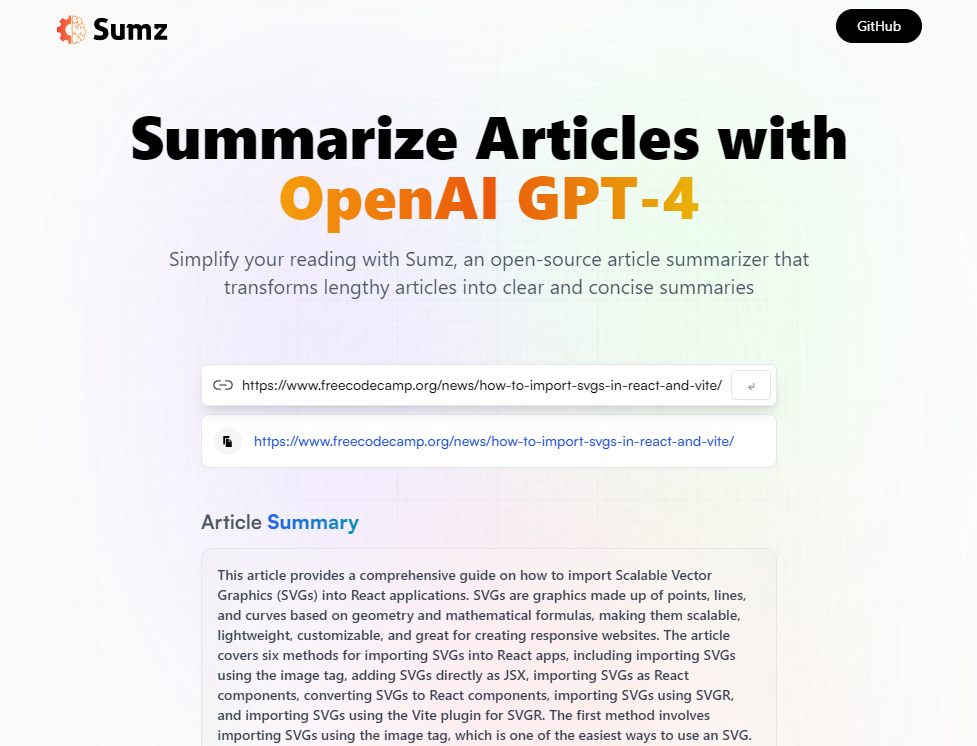 Sumz
GitHub
Summarize Articles with
OpenAI GPT-4
Simplify your reading with Sumz, an open-source article summarizer that
transforms lengthy articles into clear and concise summaries
https://www.freecodecamp.org/news/how-to-import-svgs-in-react-and-vite/
https://www.freecodecamp.org/news/how-to-import-svgs-in-react-and-vite/
Article Summary
This article provides a comprehensive guide on how to import Scalable Vector
Graphics (SVGs) into React applications. SVGs are graphics made up of points, lines,
and curves based on geometry and mathematical formulas, making them scalable,
lightweight, customizable, and great for creating responsive websites. The article
covers six methods for importing SVGs into React apps, including importing SVGs
using the image tag, adding SVGs directly as JSX, importing SVGs as React
components, converting SVGs to React components, importing SVGs using SVGR,
and importing SVGs using the Vite plugin for SVGR. The first method involves
importing SVGs using the image tag, which is one of the easiest ways to use an SVG.